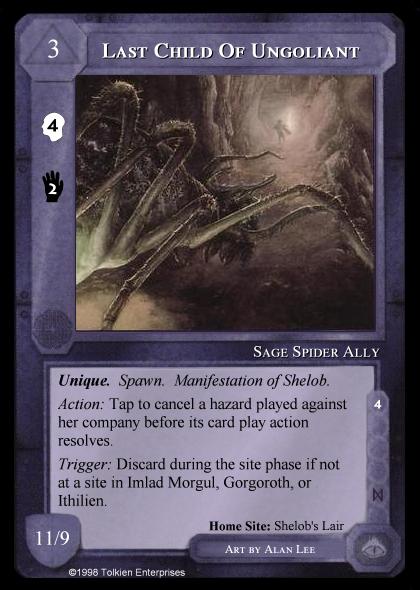 3
LAST CHILD OF UNGOLIANT
4
2
SAGE SPIDER ALLY
Unique. Spawn. Manifestation of Shelob.
Action: Tap to cancel a hazard played against
her company before its card play action
resolves.
Trigger: Discard during the site phase if not
at a site in Imlad Morgul, Gorgoroth, or
Ithilien.
4
Home Site: Shelob's Lair
11/9
ART BY ALAN LEE
©1998 Tolkien Enterprises